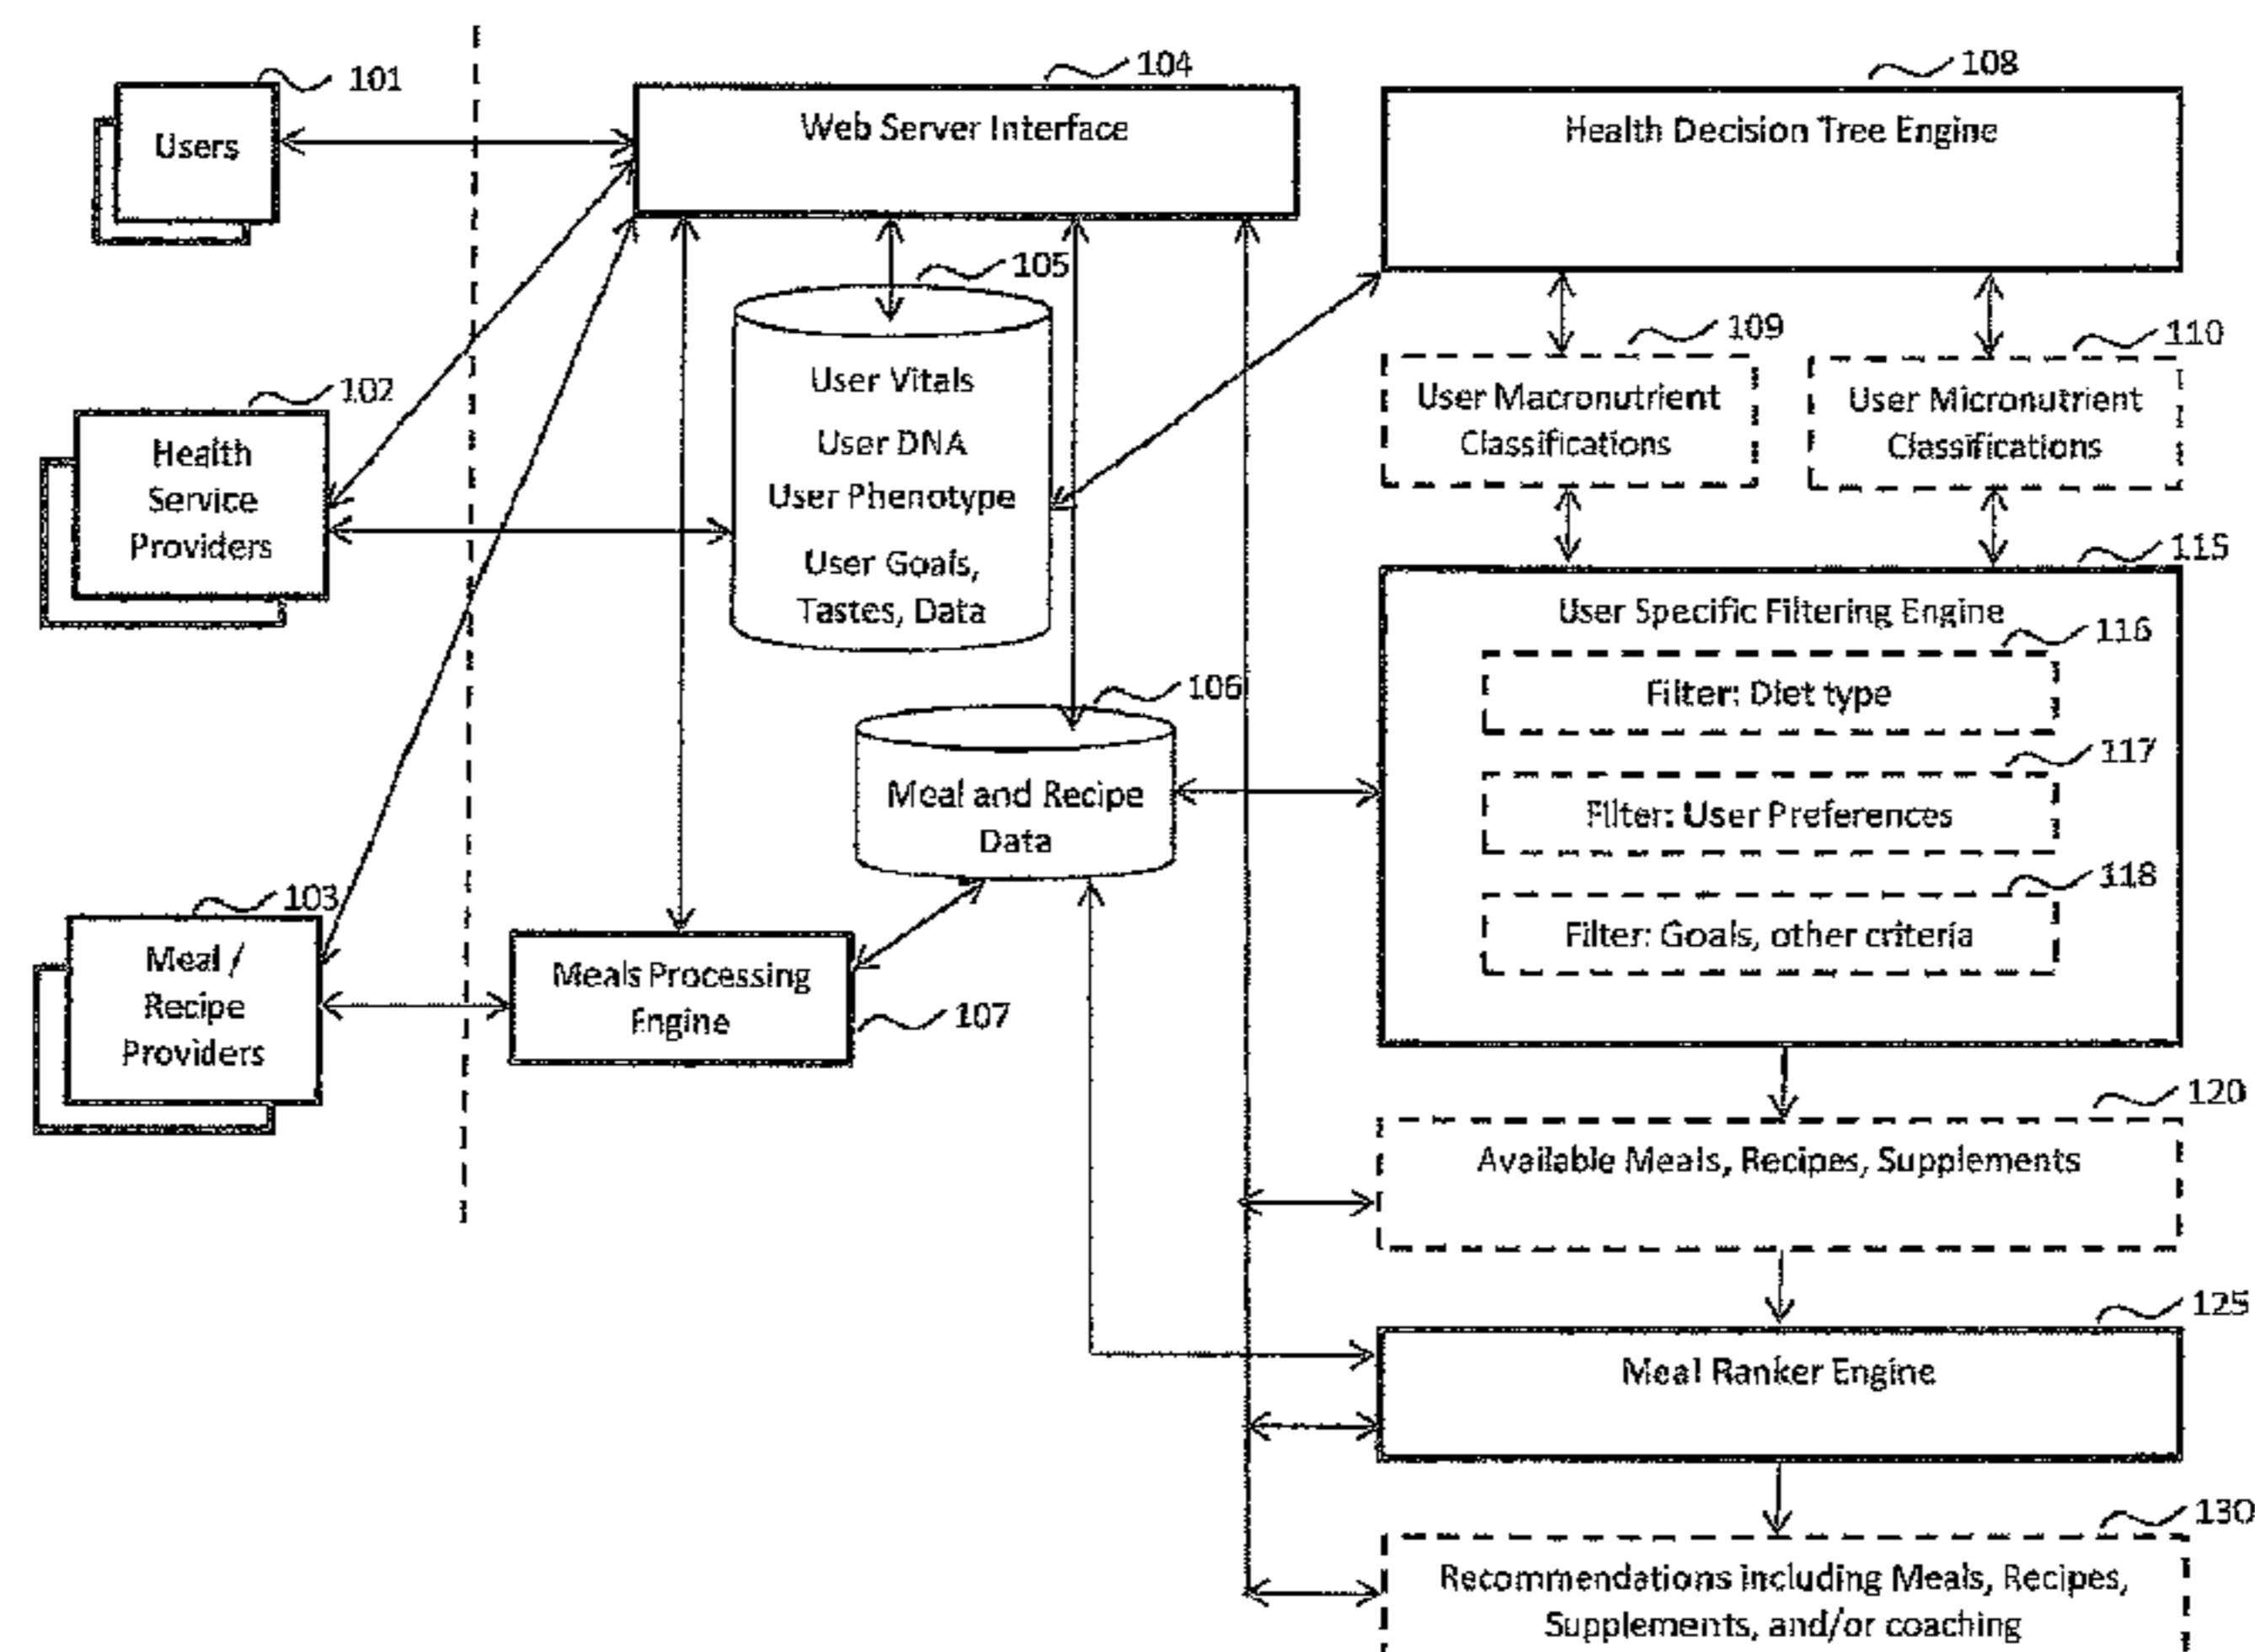 101
Users
104
Web Server Interface
108
Health Decision Tree Engine
105
User Vitals
User DNA
User Phenotype
User Goals,
Tastes, Data
109
User Macronutrient
Classifications
110
User Micronutrient
Classifications
102
Health
Service
Providers
115
User Specific Filtering Engine
116
Filter: Diet type
117
Filter: User Preferences
118
Filter: Goals, other criteria
106
Meal and Recipe
Data
103
Meal /
Recipe
Providers
Meals Processing
Engine
107
120
Available Meals, Recipes, Supplements
125
Meal Ranker Engine
130
Recommendations including Meals, Recipes,
Supplements, and/or coaching